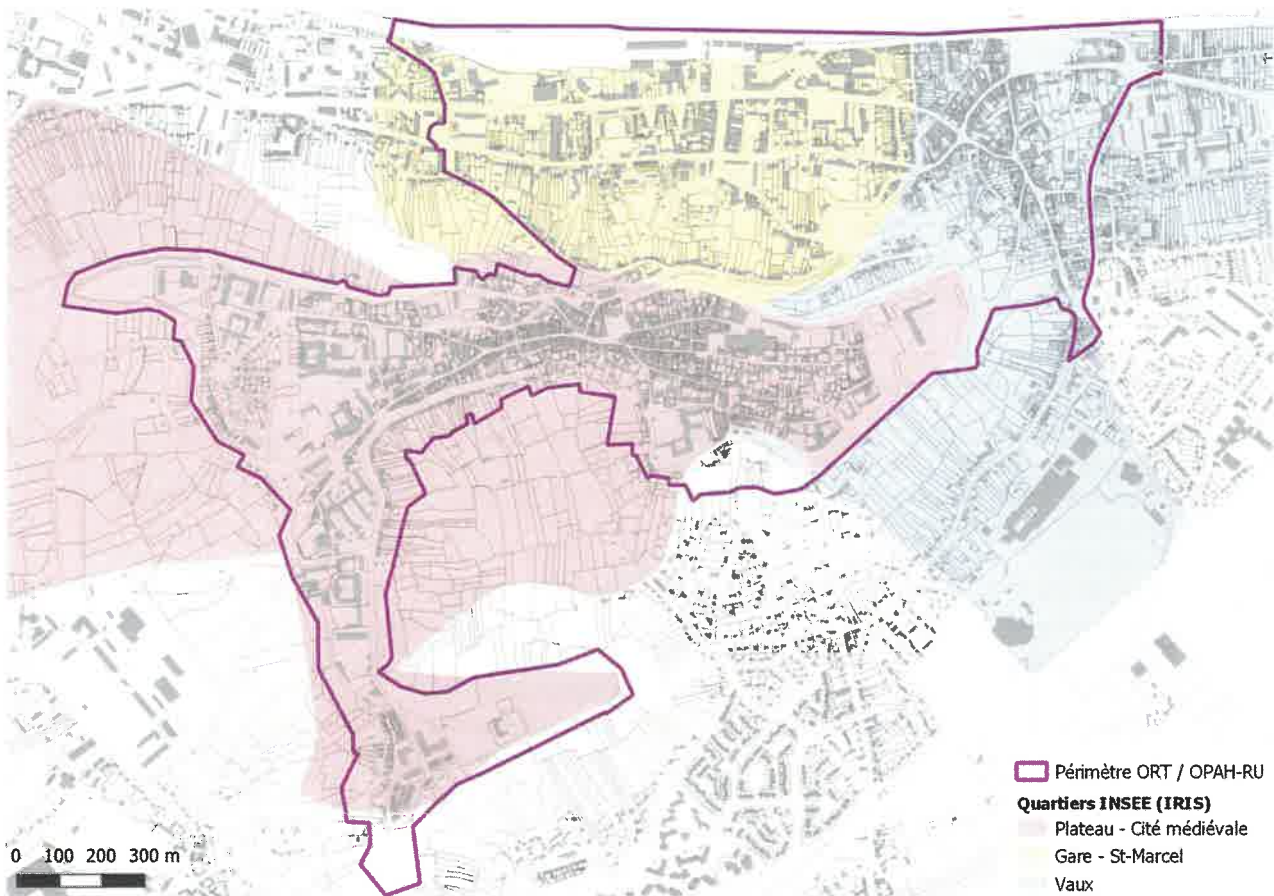 Périmètre ORT / OPAH-RU
Quartiers INSEE (IRIS)
Plateau - Cité médiévale
Gare - St-Marcel
Vaux
0 100 200 300 m